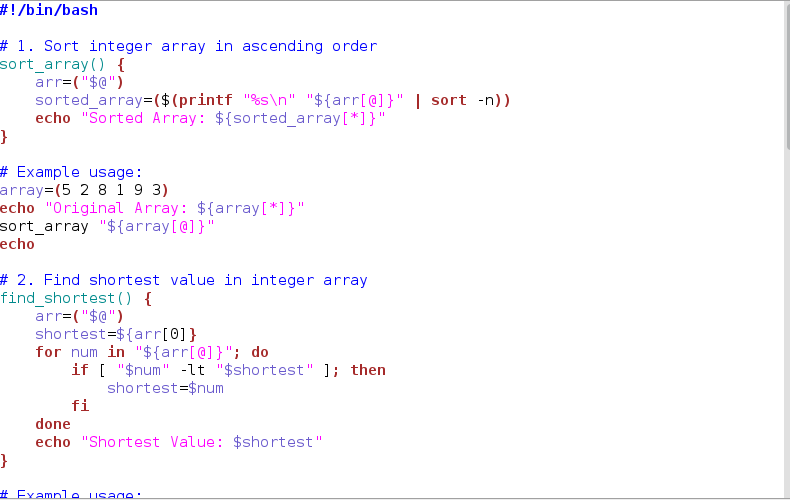 #!/bin/bash

# 1. Sort integer array in ascending order
sort_array() {
    arr=("$@")
    sorted_array=($(printf "%s\n" "${arr[@]}" | sort -n))
    echo "Sorted Array: ${sorted_array[*]}"
}

# Example usage:
array=(5 2 8 1 9 3)
echo "Original Array: ${array[*]}"
sort_array "${array[@]}"
echo

# 2. Find shortest value in integer array
find_shortest() {
    arr=("$@")
    shortest=${arr[0]}
    for num in "${arr[@]}"; do
        if [ "$num" -lt "$shortest" ]; then
            shortest=$num
        fi
    done
    echo "Shortest Value: $shortest"
}

# Example usage: